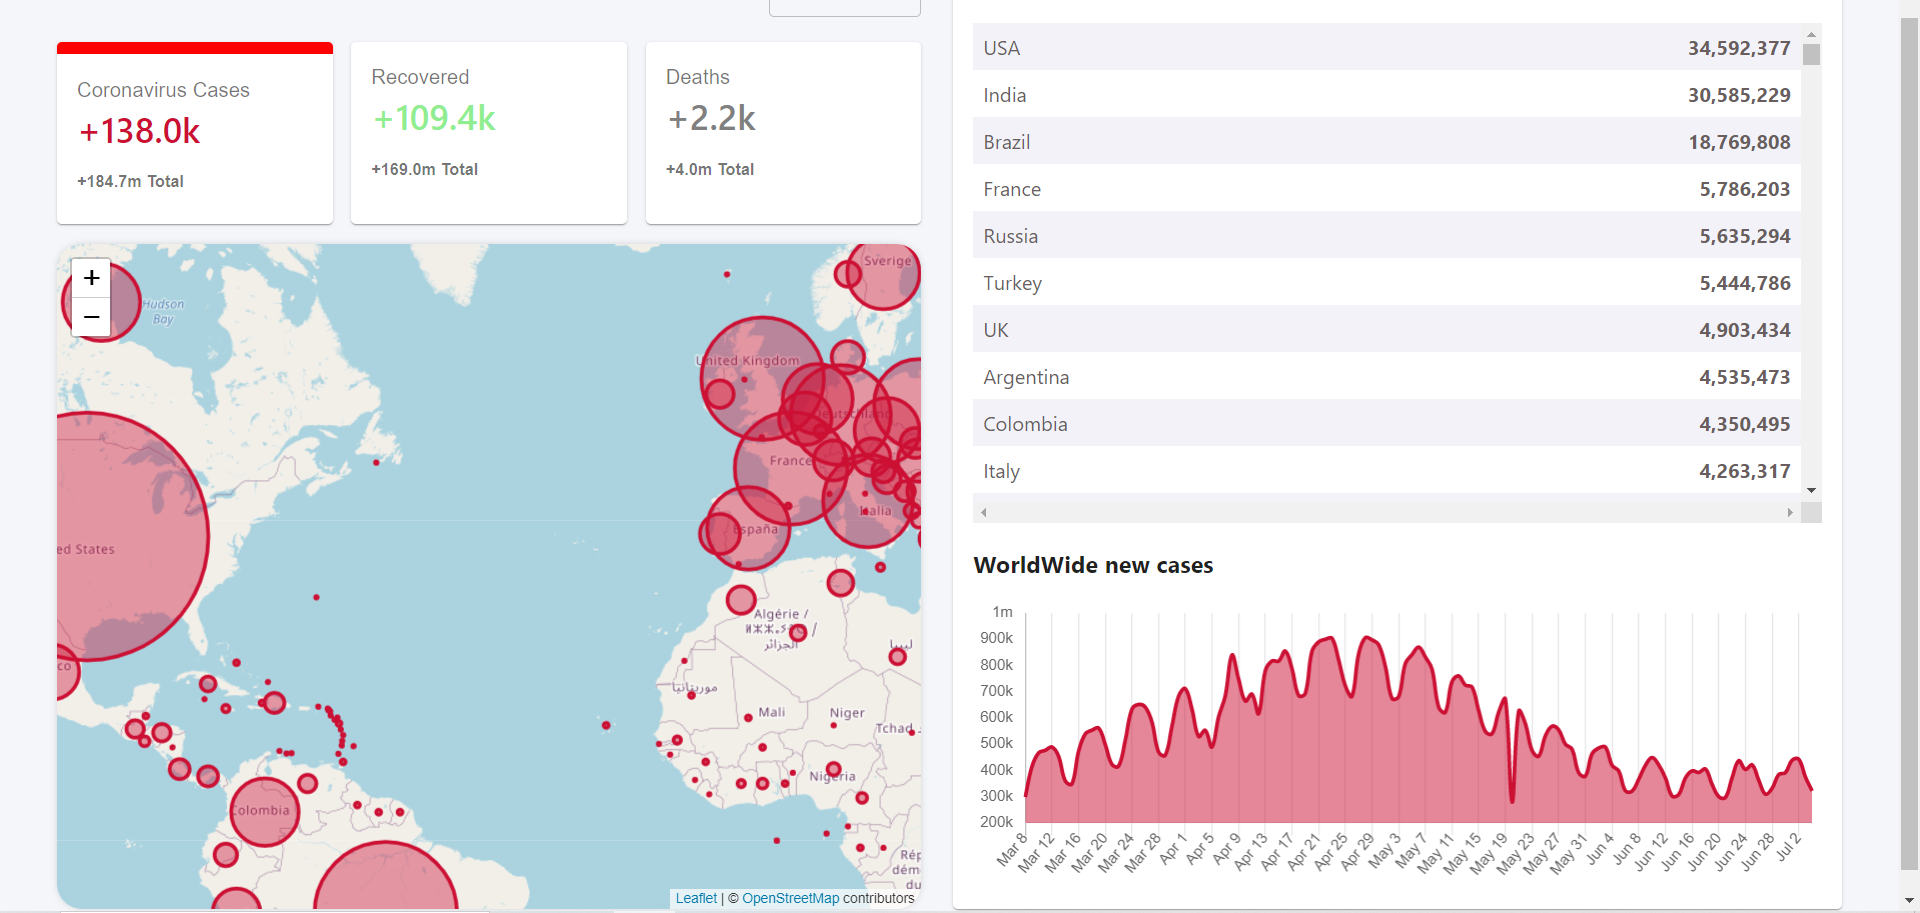 Coronavirus Cases
+138.0k
+184.7m Total
Recovered
+109.4k
+169.0m Total
Deaths
+2.2k
+4.0m Total
+
−
Hudson
Bay
Sverige
United Kingdom
Deutschland
France
Italia
España
ed States
co
Algérie /
الجزائر
ليبيا
موريتانيا
Mali
Niger
Tchad
Nigeria
Colombia
Rép
dém
du
Leaflet | © OpenStreetMap contributors
USA 34,592,377
India 30,585,229
Brazil 18,769,808
France 5,786,203
Russia 5,635,294
Turkey 5,444,786
UK 4,903,434
Argentina 4,535,473
Colombia 4,350,495
Italy 4,263,317
WorldWide new cases
1m
900k
800k
700k
600k
500k
400k
300k
200k
Mar 8
Mar 12
Mar 16
Mar 20
Mar 24
Mar 28
Apr 1
Apr 5
Apr 9
Apr 13
Apr 17
Apr 21
Apr 25
Apr 29
May 3
May 7
May 11
May 15
May 19
May 23
May 27
May 31
Jun 4
Jun 8
Jun 12
Jun 16
Jun 20
Jun 24
Jun 28
Jul 2